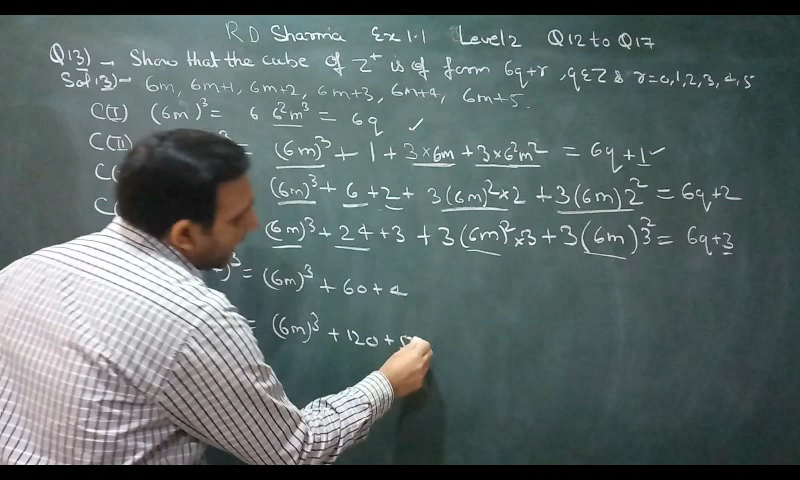 RD Sharma Ex 1.1 Level 2 Q12 to Q17
Q13) → Show that the cube of Z⁺ is of form 6q+r, q∈Z & r=0,1,2,3,4,5
Sol. 13) → 6m, 6m+1, 6m+2, 6m+3, 6m+4, 6m+5.
C(I) (6m)³ = 6 6²m³ = 6q ✓
C(II) ³ = (6m)³ + 1 + 3×6m + 3×6²m² = 6q+1 ✓
(6m)³ + 6 + 2 + 3(6m)²×2 + 3(6m)2² = 6q+2
(6m)³ + 24 + 3 + 3(6m)²×3 + 3(6m)3² = 6q+3
)³ = (6m)³ + 60 + 4
= (6m)³ + 120 + 5